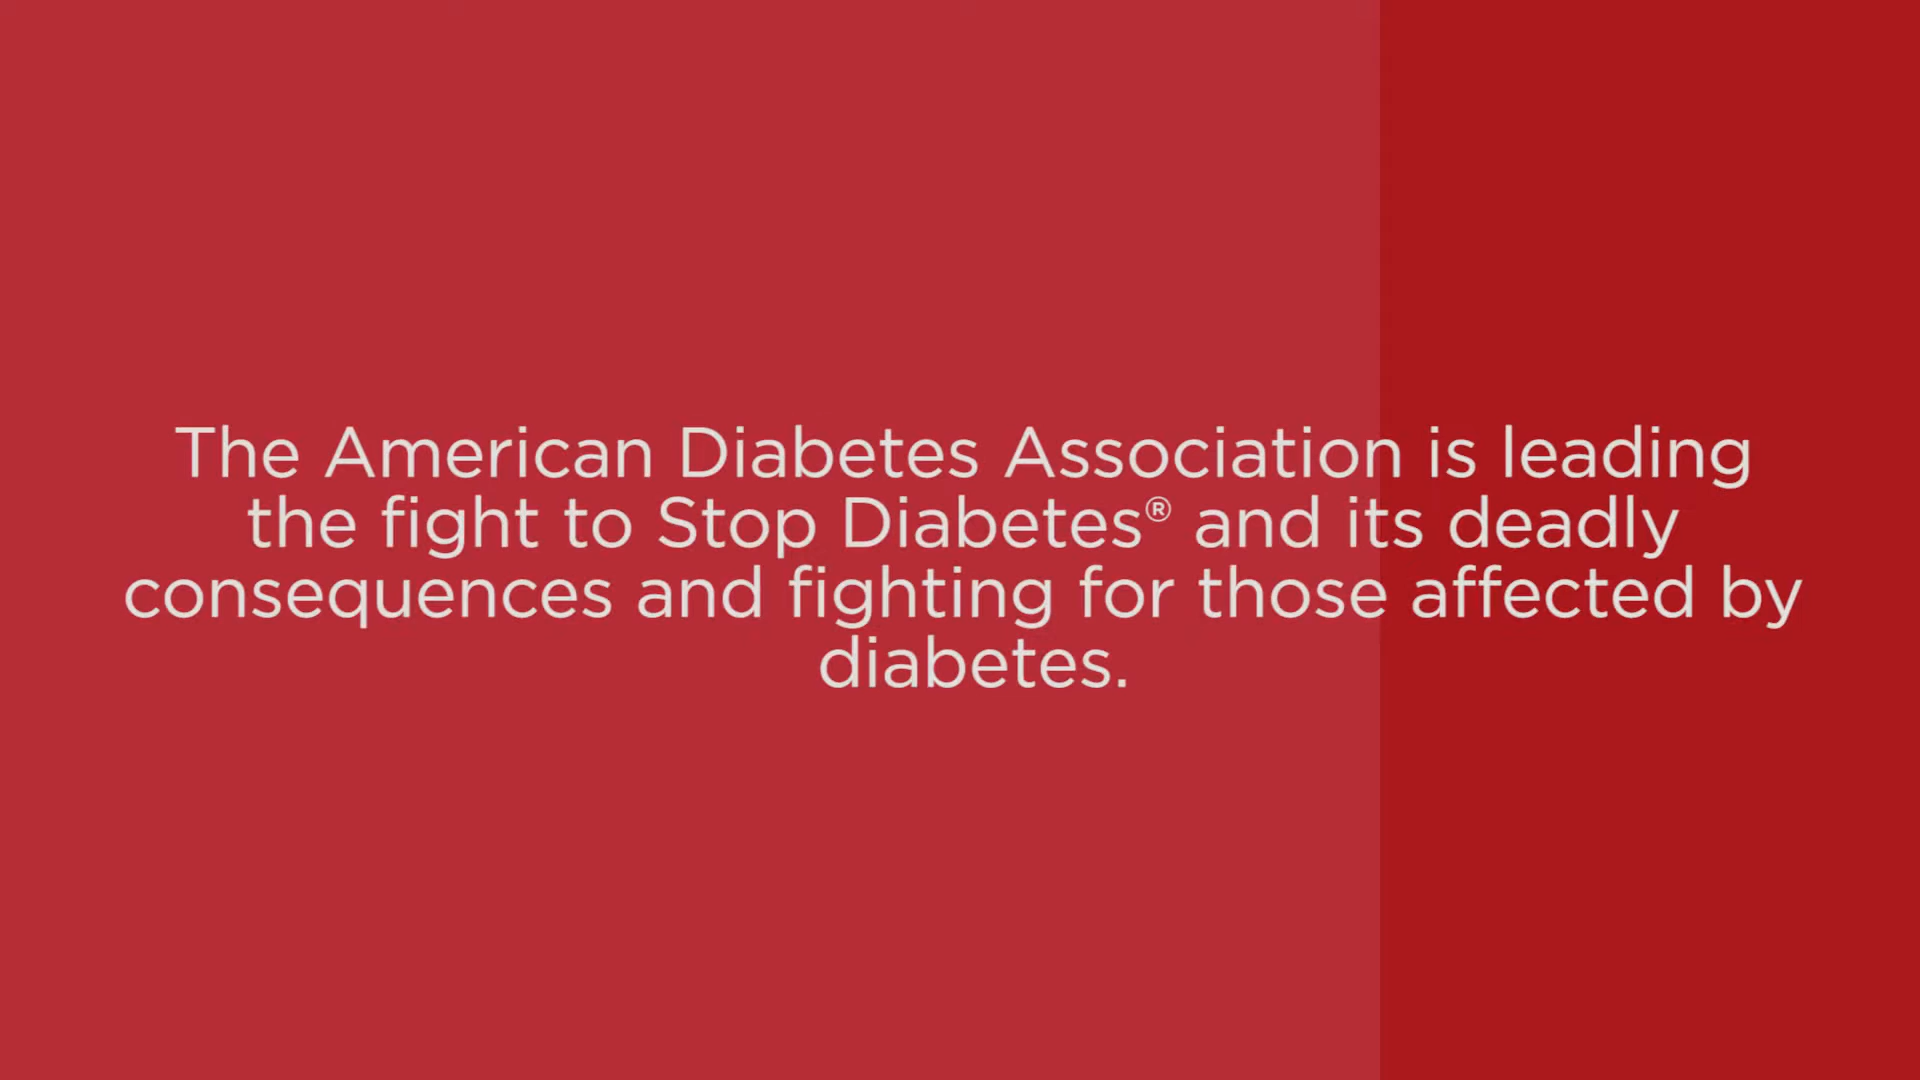 The American Diabetes Association is leading
the fight to Stop Diabetes® and its deadly
consequences and fighting for those affected by
diabetes.